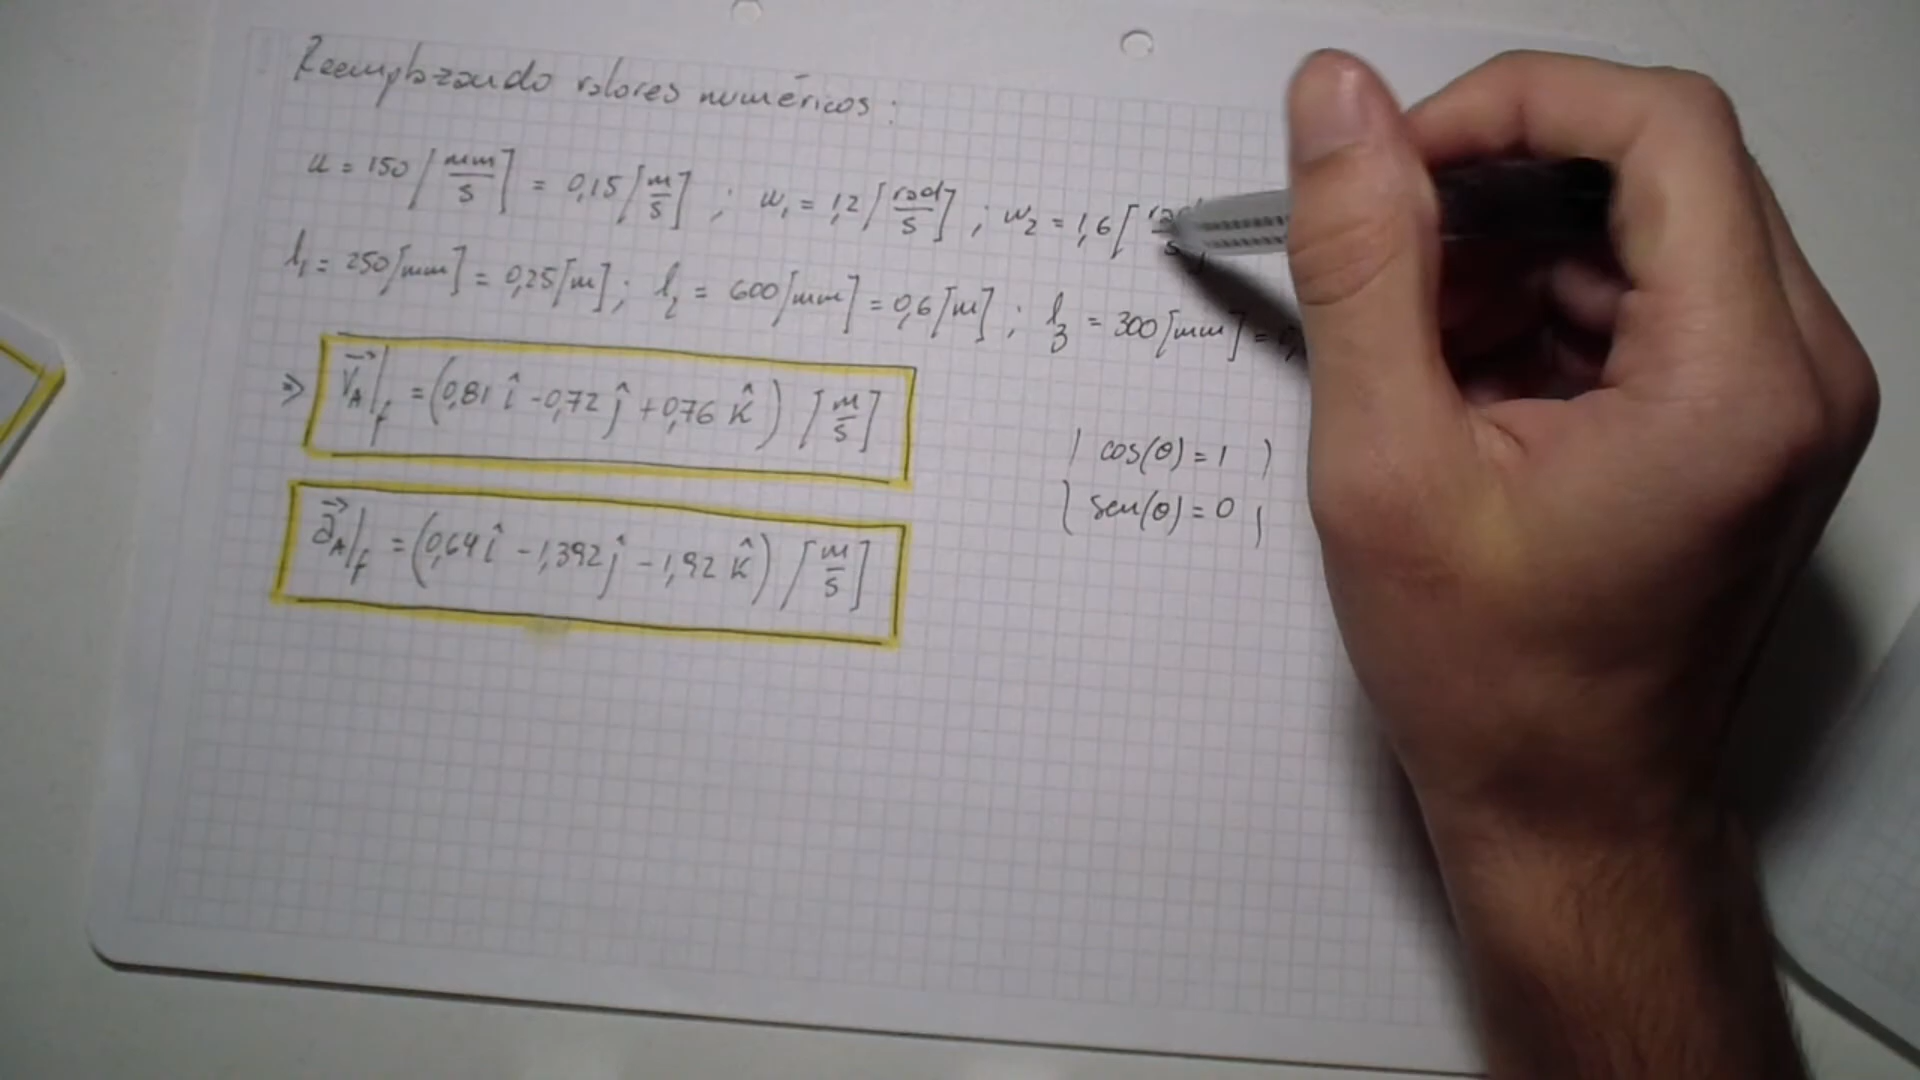 Reemplazando valores numéricos:
u = 150 [mm/s] = 0,15 [m/s] ; w₁ = 1,2 [rad/s] ; w₂ = 1,6 [
l₁ = 250 [mm] = 0,25 [m] ; l₂ = 600 [mm] = 0,6 [m] ; l₃ = 300 [mm] =
⇒ V⃗A|f = (0,81 î - 0,72 ĵ + 0,76 k̂) [m/s]
cos(θ) = 1
sen(θ) = 0
a⃗A|f = (0,64 î - 1,392 ĵ - 1,92 k̂) [m/s]